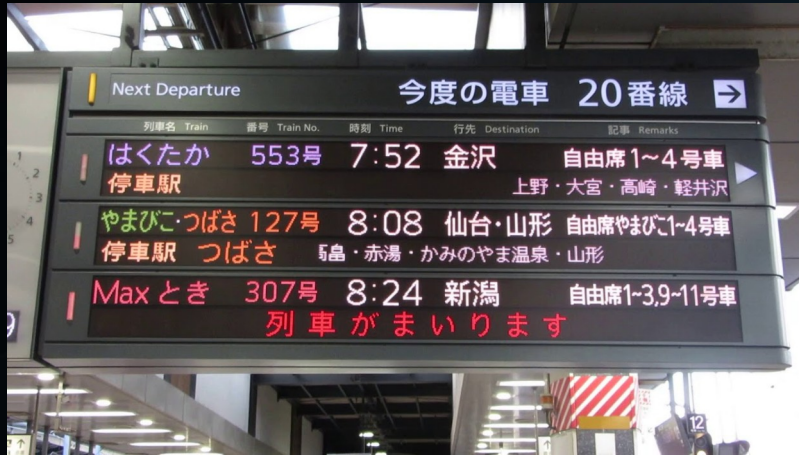 Next Departure 今度の電車 20番線 →
列車名 Train 番号 Train No. 時刻 Time 行先 Destination 記事 Remarks
はくたか 553号 7:52 金沢 自由席1~4号車
停車駅 上野・大宮・高崎・軽井沢
やまびこ・つばさ 127号 8:08 仙台・山形 自由席やまびこ1~4号車
停車駅 つばさ 島・赤湯・かみのやま温泉・山形
Maxとき 307号 8:24 新潟 自由席1~3,9~11号車
列車がまいります
1
2
3
4
5
9
12